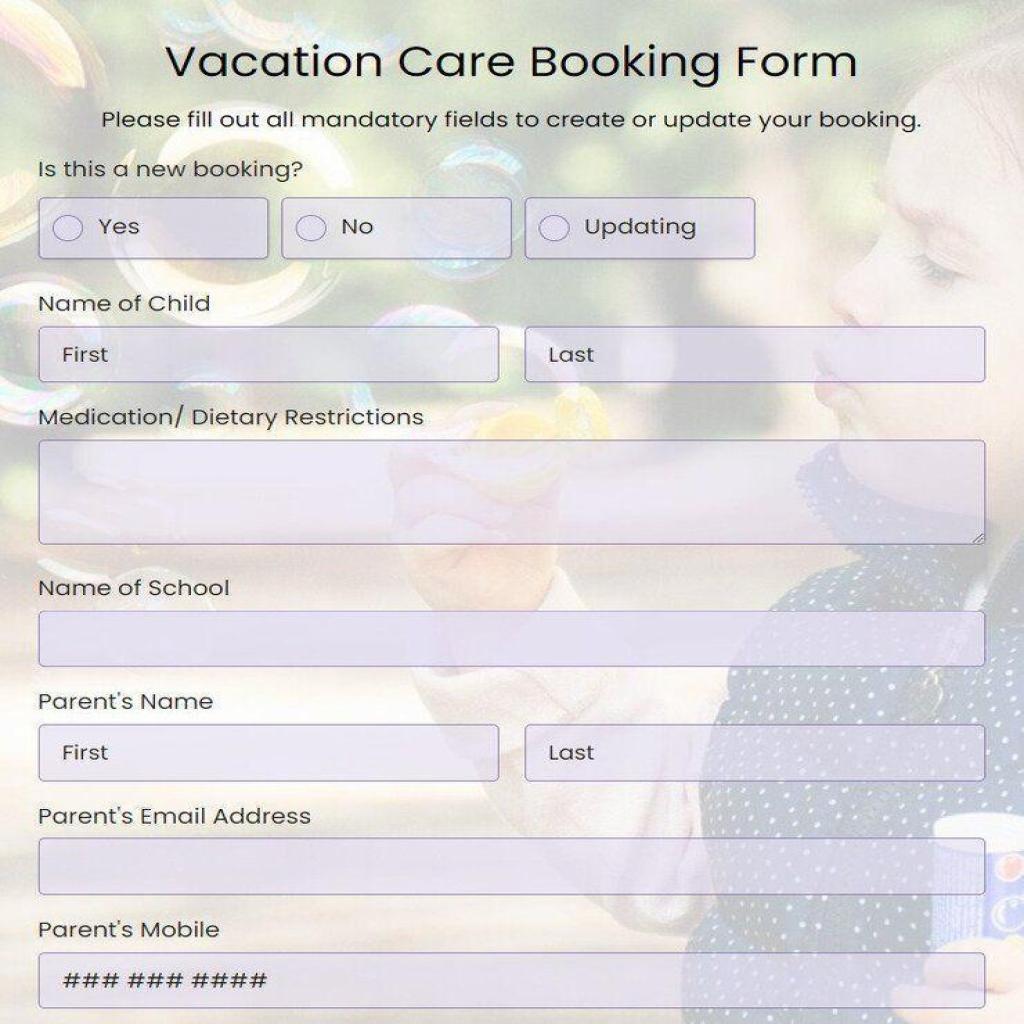 Vacation Care Booking Form
Please fill out all mandatory fields to create or update your booking.
Is this a new booking?
Yes No Updating
Name of Child
First Last
Medication/ Dietary Restrictions
Name of School
Parent's Name
First Last
Parent's Email Address
Parent's Mobile
### ### ####